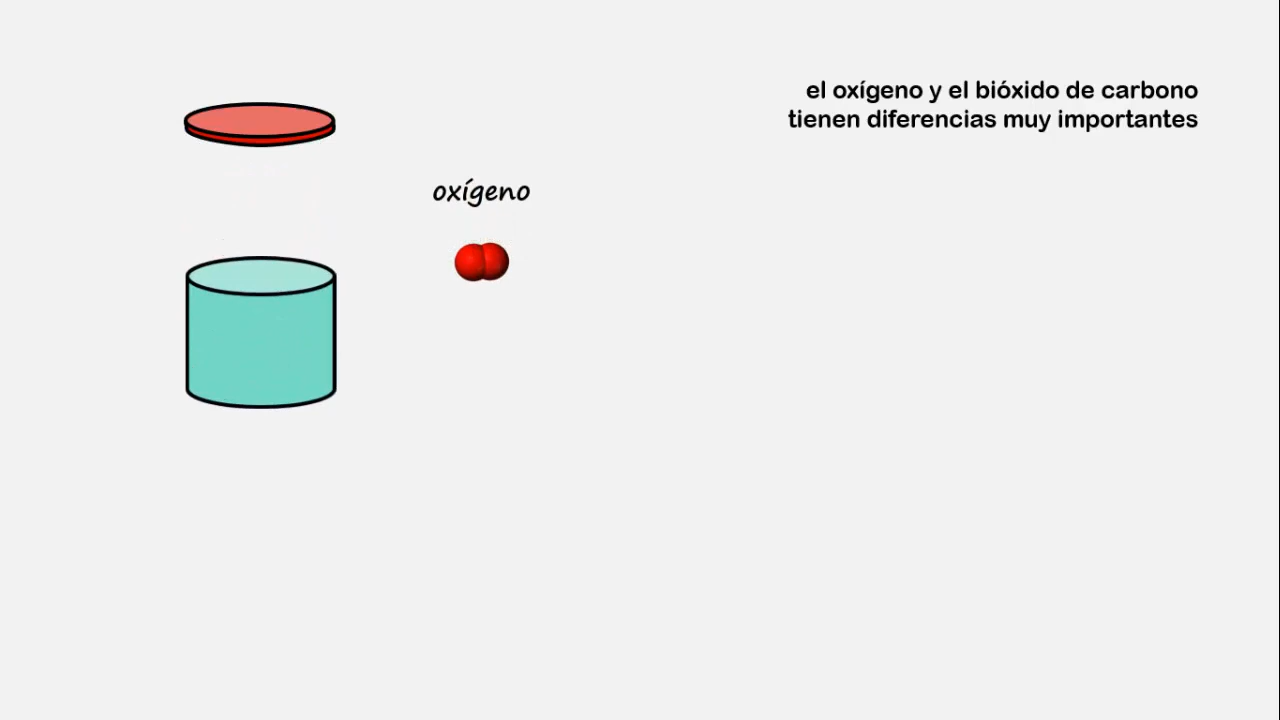 el oxígeno y el bióxido de carbono
tienen diferencias muy importantes
oxígeno